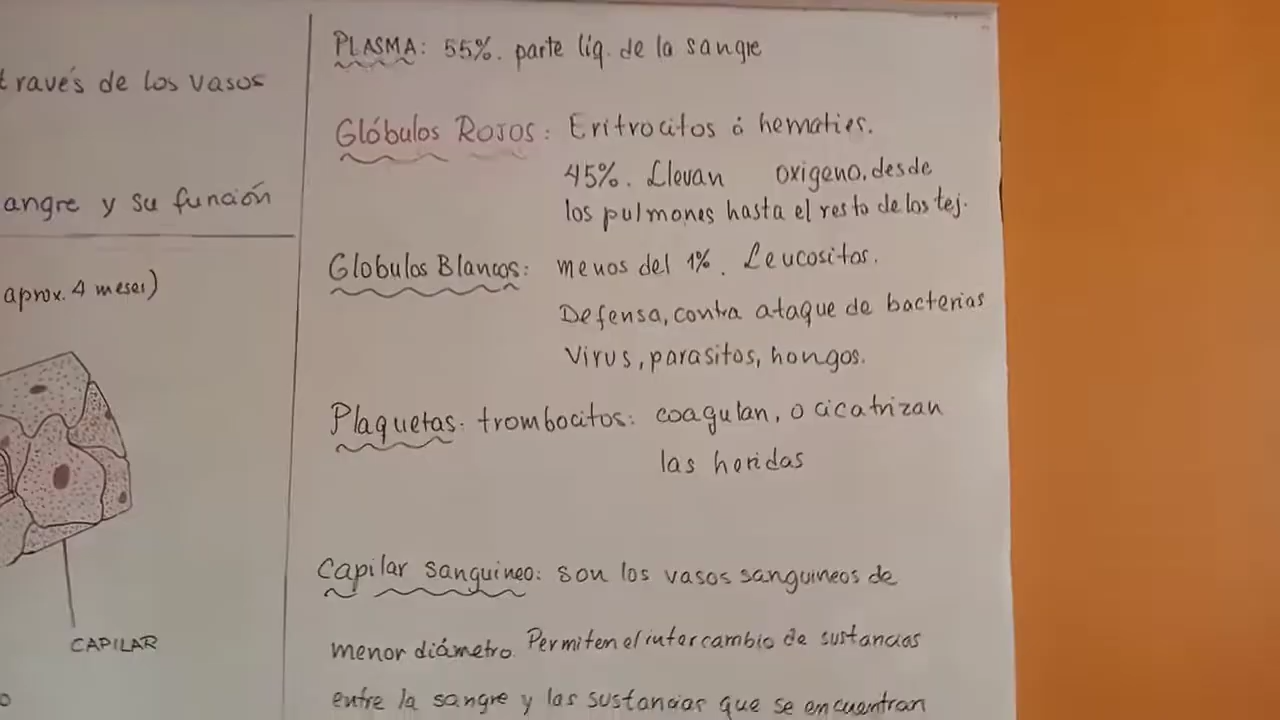 través de los vasos
angre y su función
aprox. 4 meses)
CAPILAR
o
PLASMA: 55%. parte líq. de la sangre
Glóbulos Rojos: Eritrocitos ó hematies.
45%. Llevan oxigeno, desde
los pulmones hasta el resto de los tej.
Globulos Blancos: menos del 1%. Leucositos.
Defensa, contra ataque de bacterias
Virus, parasitos, hongos.
Plaquetas. trombocitos: coagulan, o cicatrizan
las heridas
Capilar sanguineo: son los vasos sanguineos de
menor diámetro. Permiten el intercambio de sustancias
entre la sangre y las sustancias que se encuentran